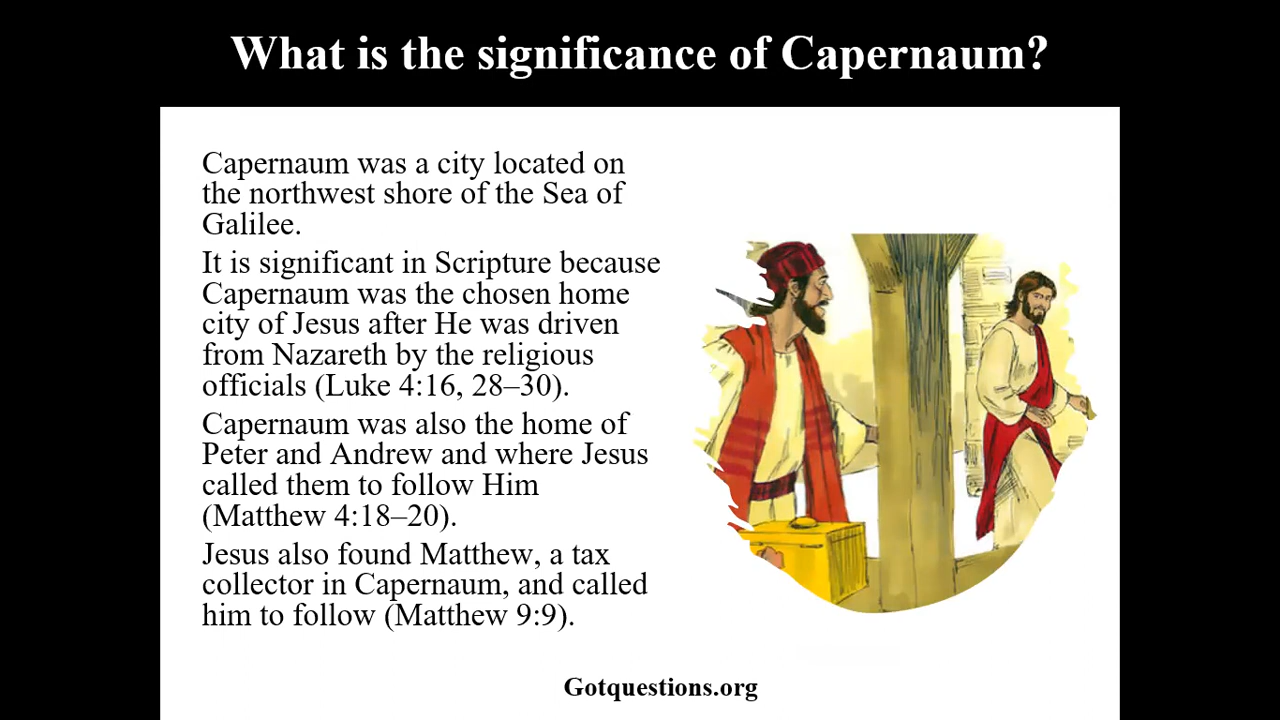 What is the significance of Capernaum?
Capernaum was a city located on
the northwest shore of the Sea of
Galilee.
It is significant in Scripture because
Capernaum was the chosen home
city of Jesus after He was driven
from Nazareth by the religious
officials (Luke 4:16, 28–30).
Capernaum was also the home of
Peter and Andrew and where Jesus
called them to follow Him
(Matthew 4:18–20).
Jesus also found Matthew, a tax
collector in Capernaum, and called
him to follow (Matthew 9:9).
Gotquestions.org